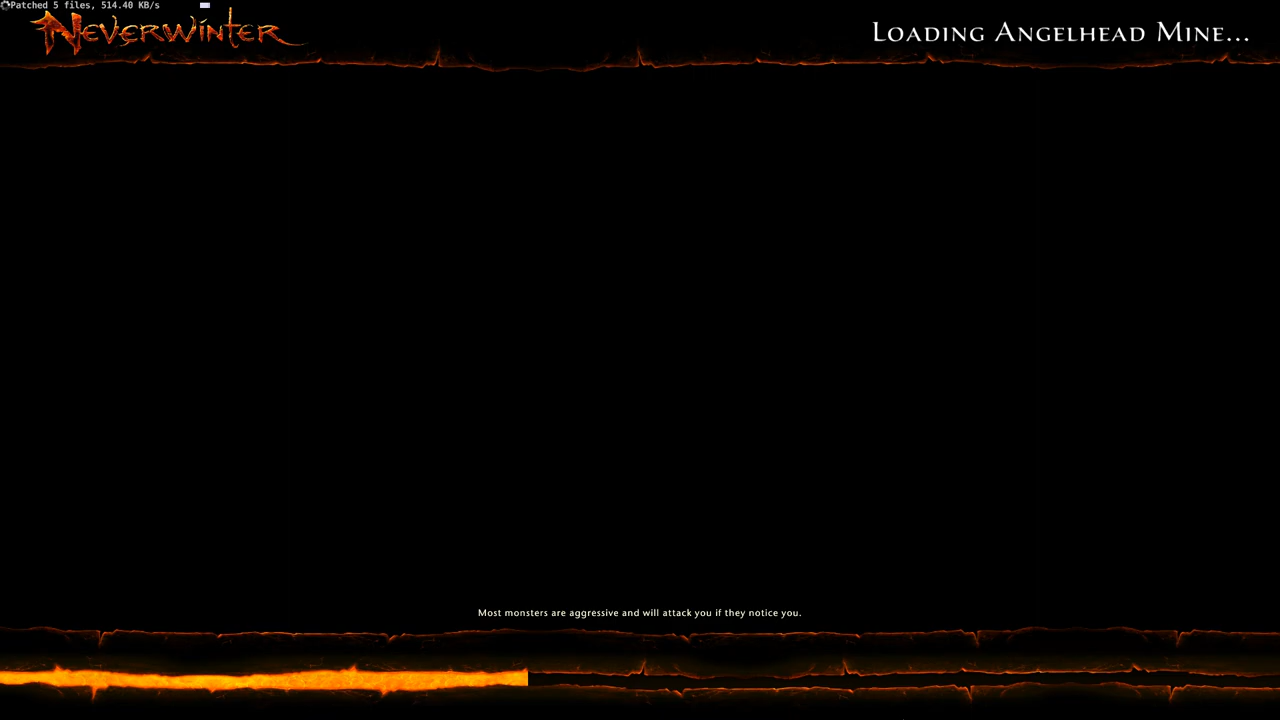 Patched 5 files, 514.40 KB/s
Neverwinter
Loading Angelhead Mine...
Most monsters are aggressive and will attack you if they notice you.